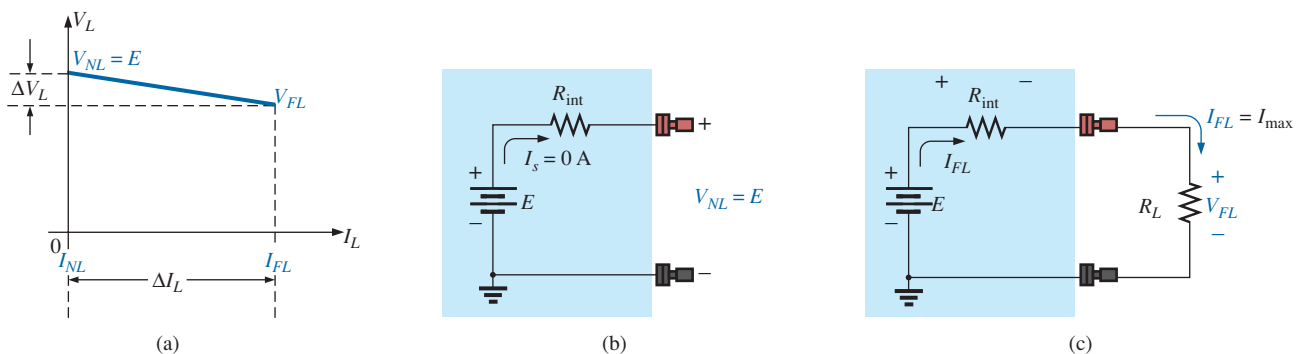 V_L
V_NL = E
ΔV_L
V_FL
0
I_L
I_NL
I_FL
ΔI_L
(a)
R_int
+
I_s = 0 A
+
E
−
V_NL = E
−
(b)
+ −
R_int
I_FL
+
E
−
I_FL = I_max
+
R_L
V_FL
−
(c)